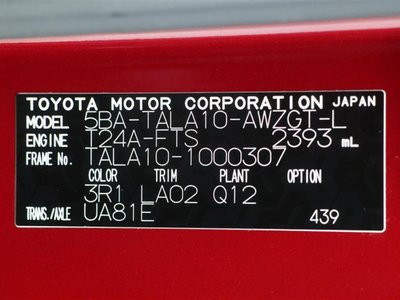 TOYOTA MOTOR CORPORATION JAPAN
MODEL 5BA-TALA10-AWZGT-L
ENGINE T24A-FTS 2393 mL
FRAME No. TALA10-1000307
COLOR TRIM PLANT OPTION
3R1 LA02 Q12
TRANS./AXLE UA81E 439